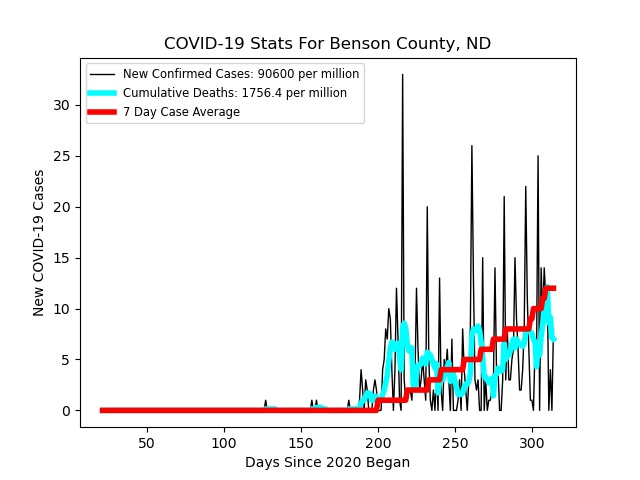 COVID-19 Stats For Benson County, ND
New Confirmed Cases: 90600 per million
Cumulative Deaths: 1756.4 per million
7 Day Case Average
New COVID-19 Cases
30
25
20
15
10
5
0
50 100 150 200 250 300
Days Since 2020 Began